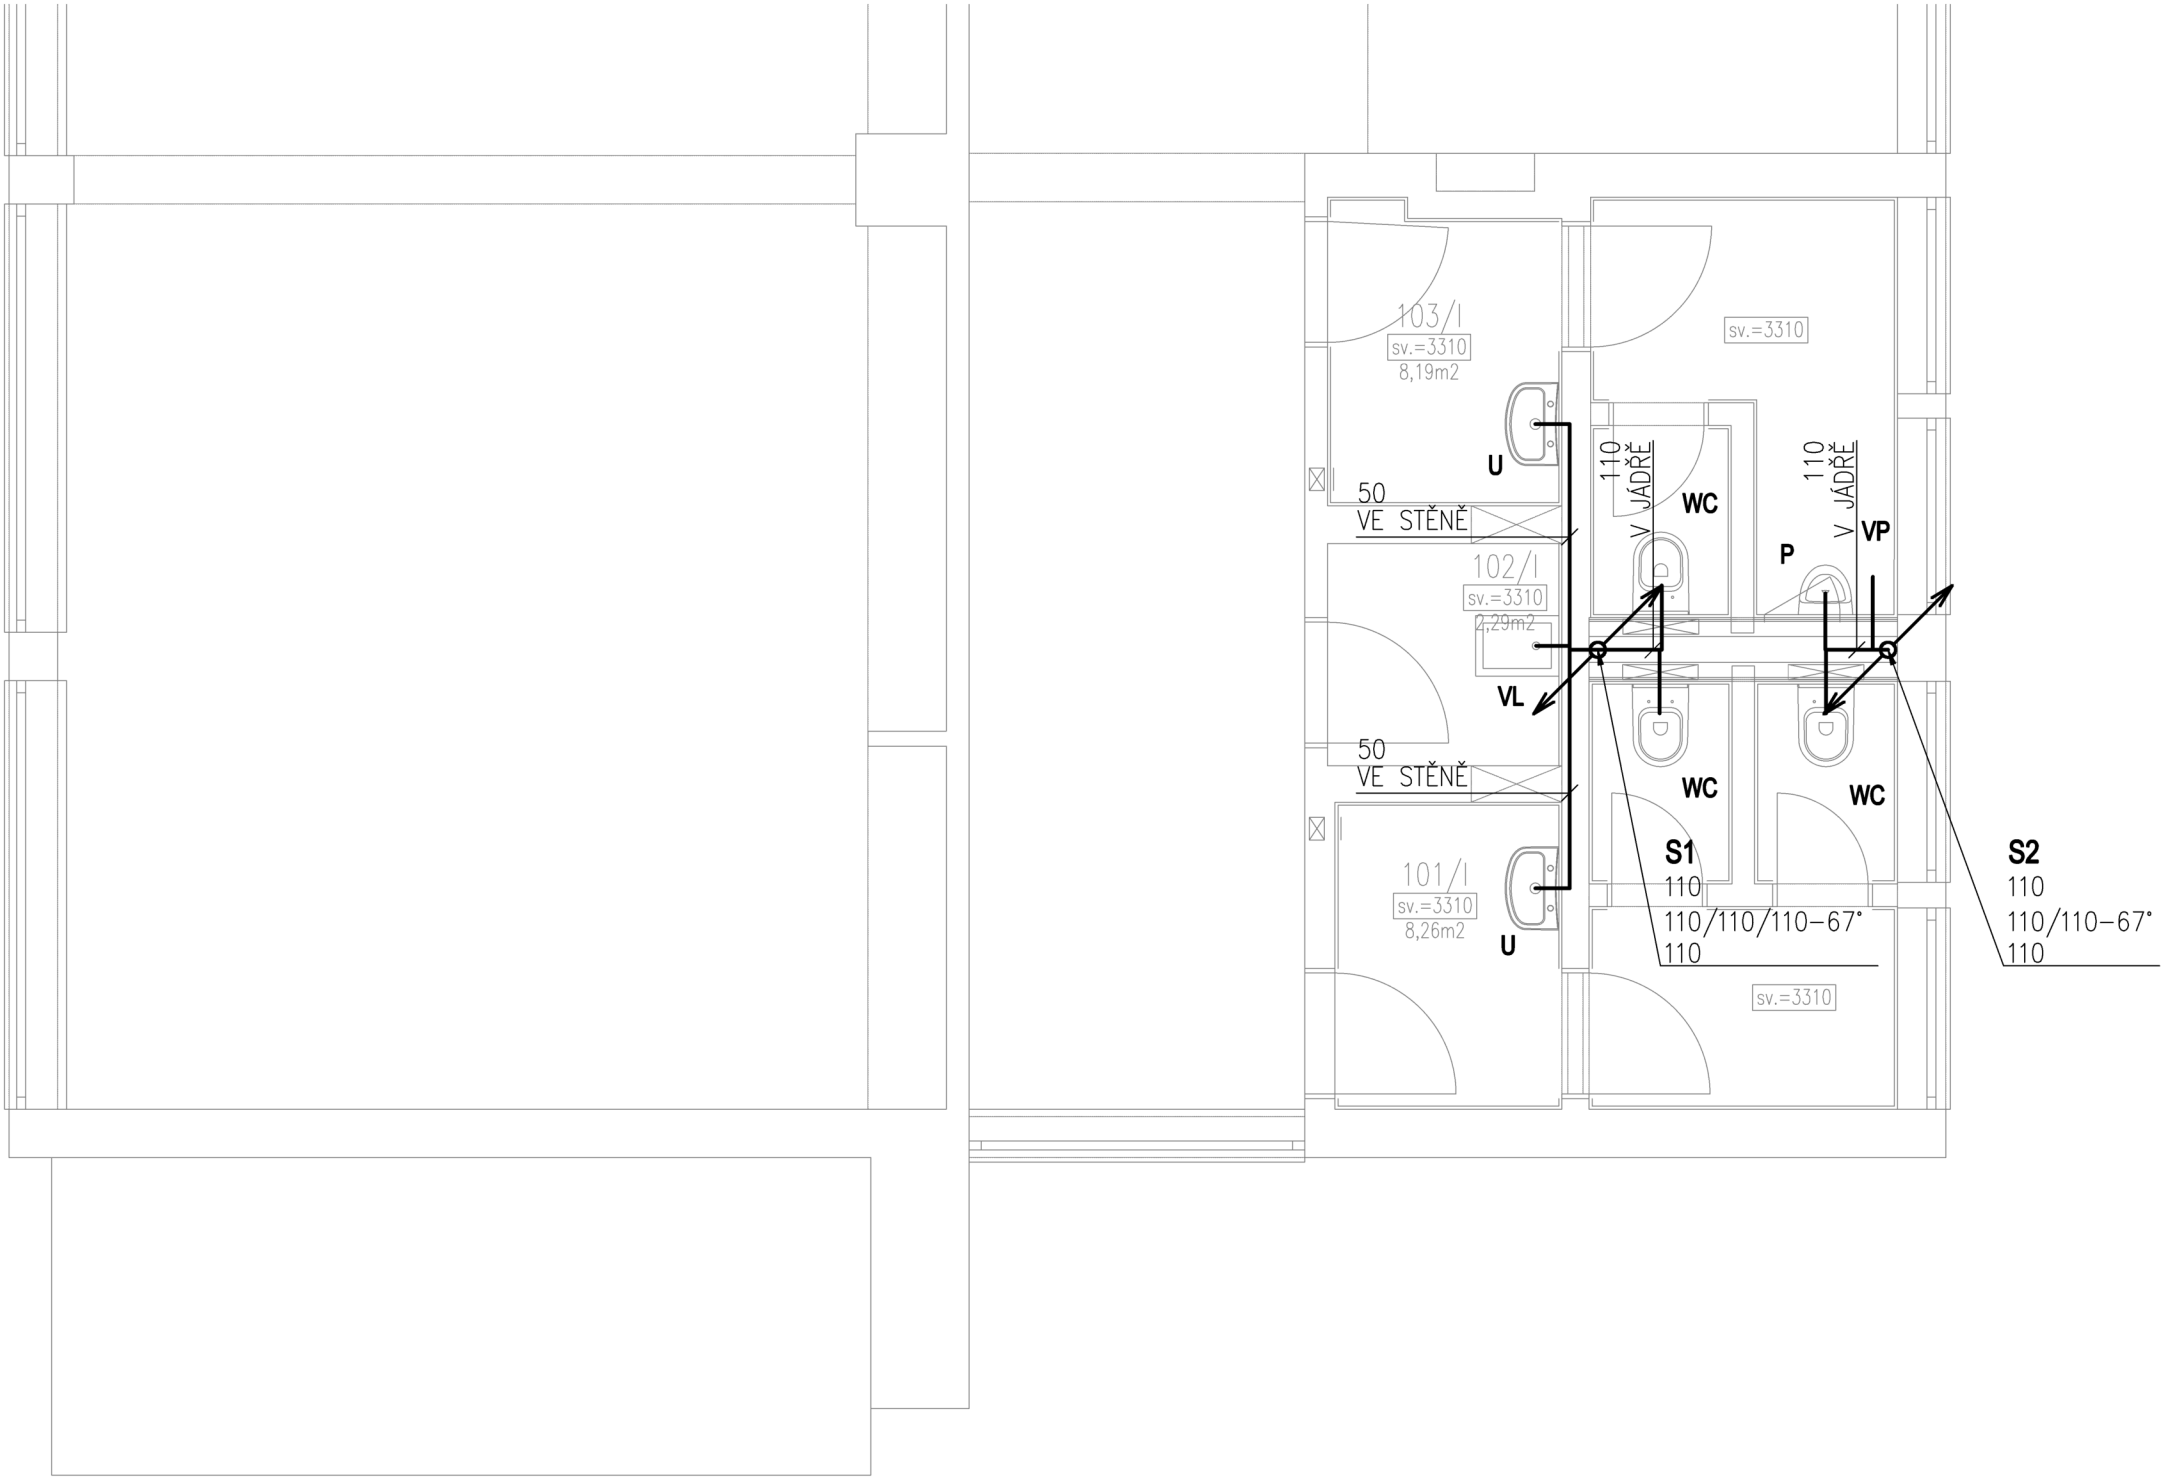 103/I
sv.=3310
8,19m2
sv.=3310
U
50
VE STĚNĚ
110
V JÁDŘĚ
WC
110
V JÁDŘĚ
VP
P
102/I
sv.=3310
2,29m2
VL
50
VE STĚNĚ
WC
WC
101/I
sv.=3310
8,26m2
U
S1
110
110/110/110-67°
110
S2
110
110/110-67°
110
sv.=3310